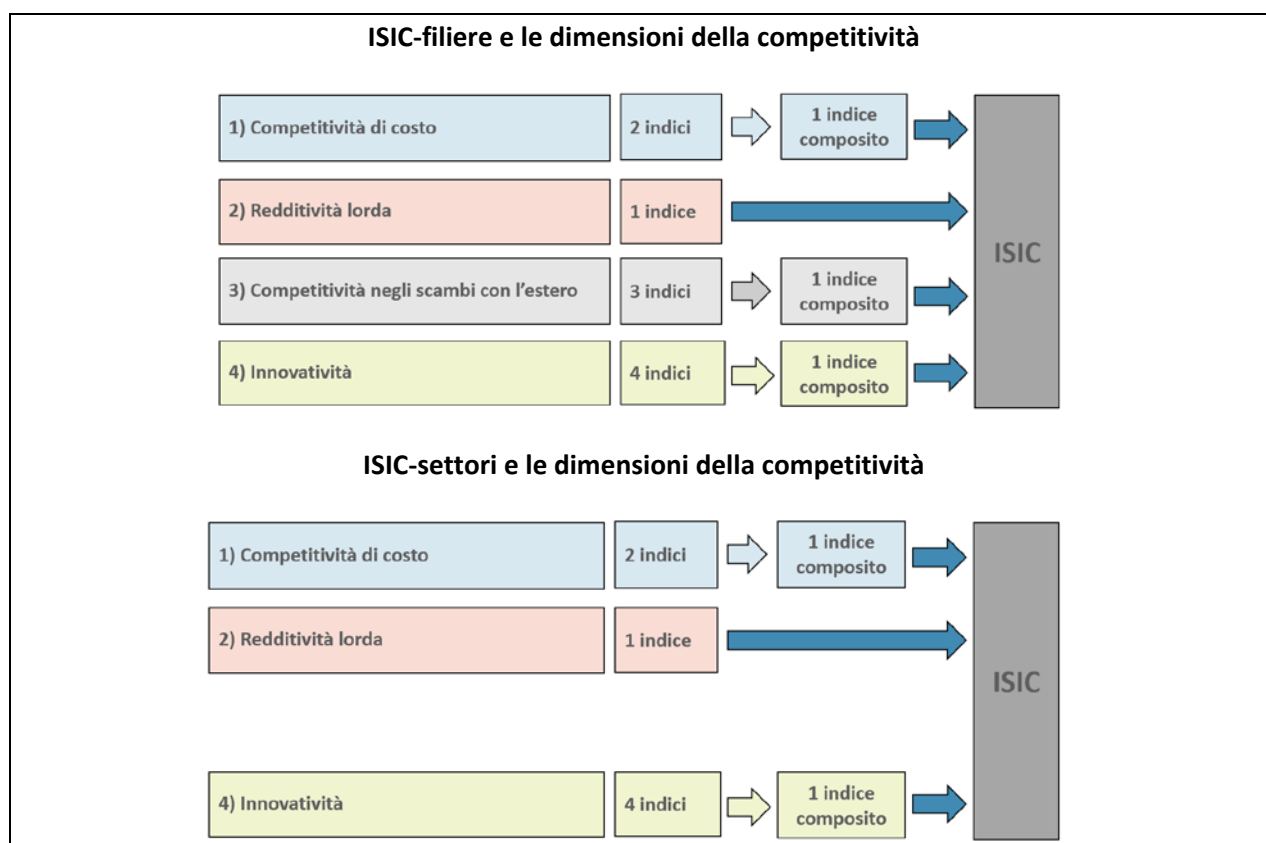 ISIC-filiere e le dimensioni della competitività
1) Competitività di costo
2 indici
1 indice
composito
2) Redditività lorda
1 indice
3) Competitività negli scambi con l'estero
3 indici
1 indice
composito
4) Innovatività
4 indici
1 indice
composito
ISIC
ISIC-settori e le dimensioni della competitività
1) Competitività di costo
2 indici
1 indice
composito
2) Redditività lorda
1 indice
4) Innovatività
4 indici
1 indice
composito
ISIC